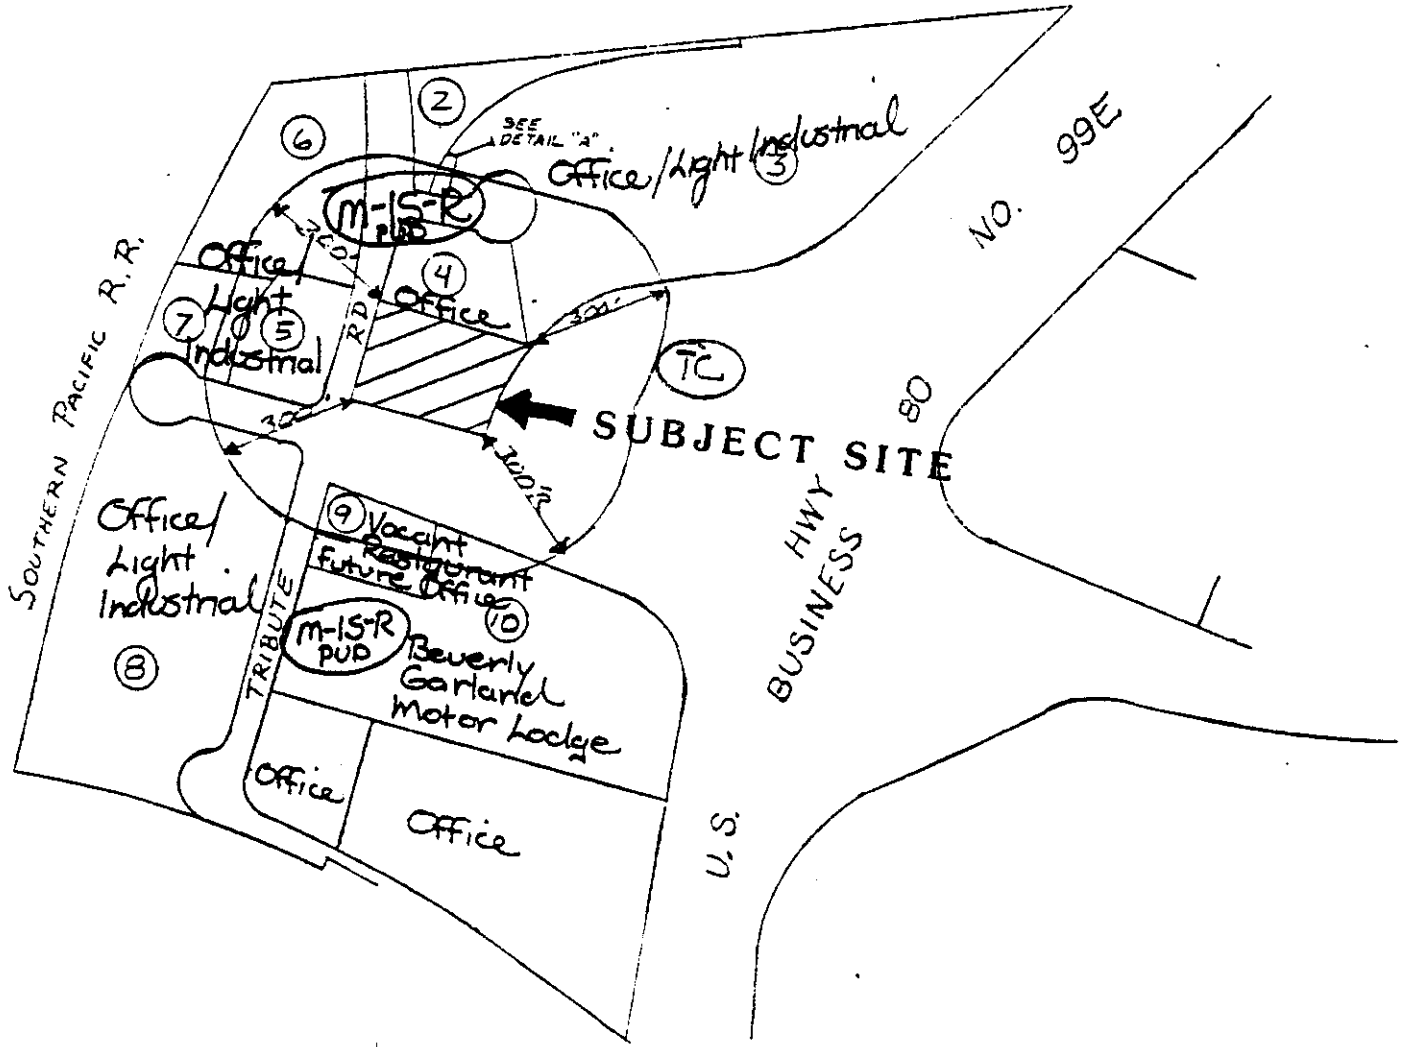 2
6
SEE
DETAIL "A"
Office/Light Industrial
3
NO. 99E
M-1S-R
PUD
300'
Office/
Light
Industrial
7
5
4
Office
RD
300'
TC
SOUTHERN PACIFIC R.R.
300'
SUBJECT SITE
300'
U.S. HWY 80
BUSINESS
Office/
Light
Industrial
8
9
Vacant
Restaurant
future Office
10
TRIBUTE
M-1S-R
PUD
Beverly
Garland
Motor Lodge
Office
Office